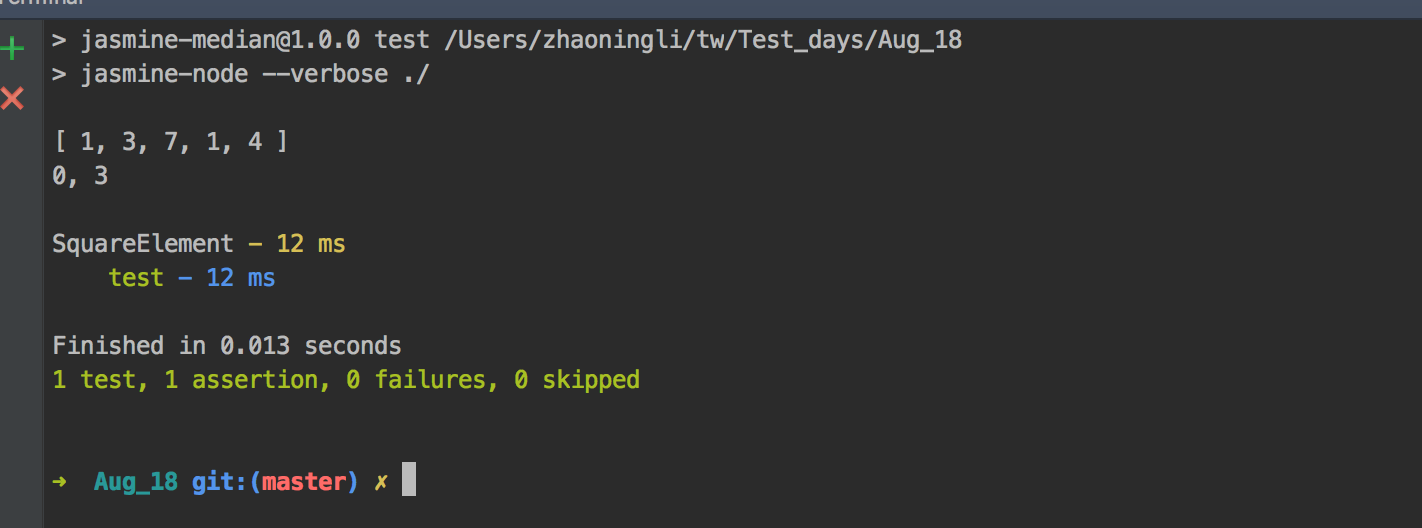 Terminal
> jasmine-median@1.0.0 test /Users/zhaoningli/tw/Test_days/Aug_18
> jasmine-node --verbose ./
[ 1, 3, 7, 1, 4 ]
0, 3
SquareElement - 12 ms
test - 12 ms
Finished in 0.013 seconds
1 test, 1 assertion, 0 failures, 0 skipped
➜ Aug_18 git:(master) ✗